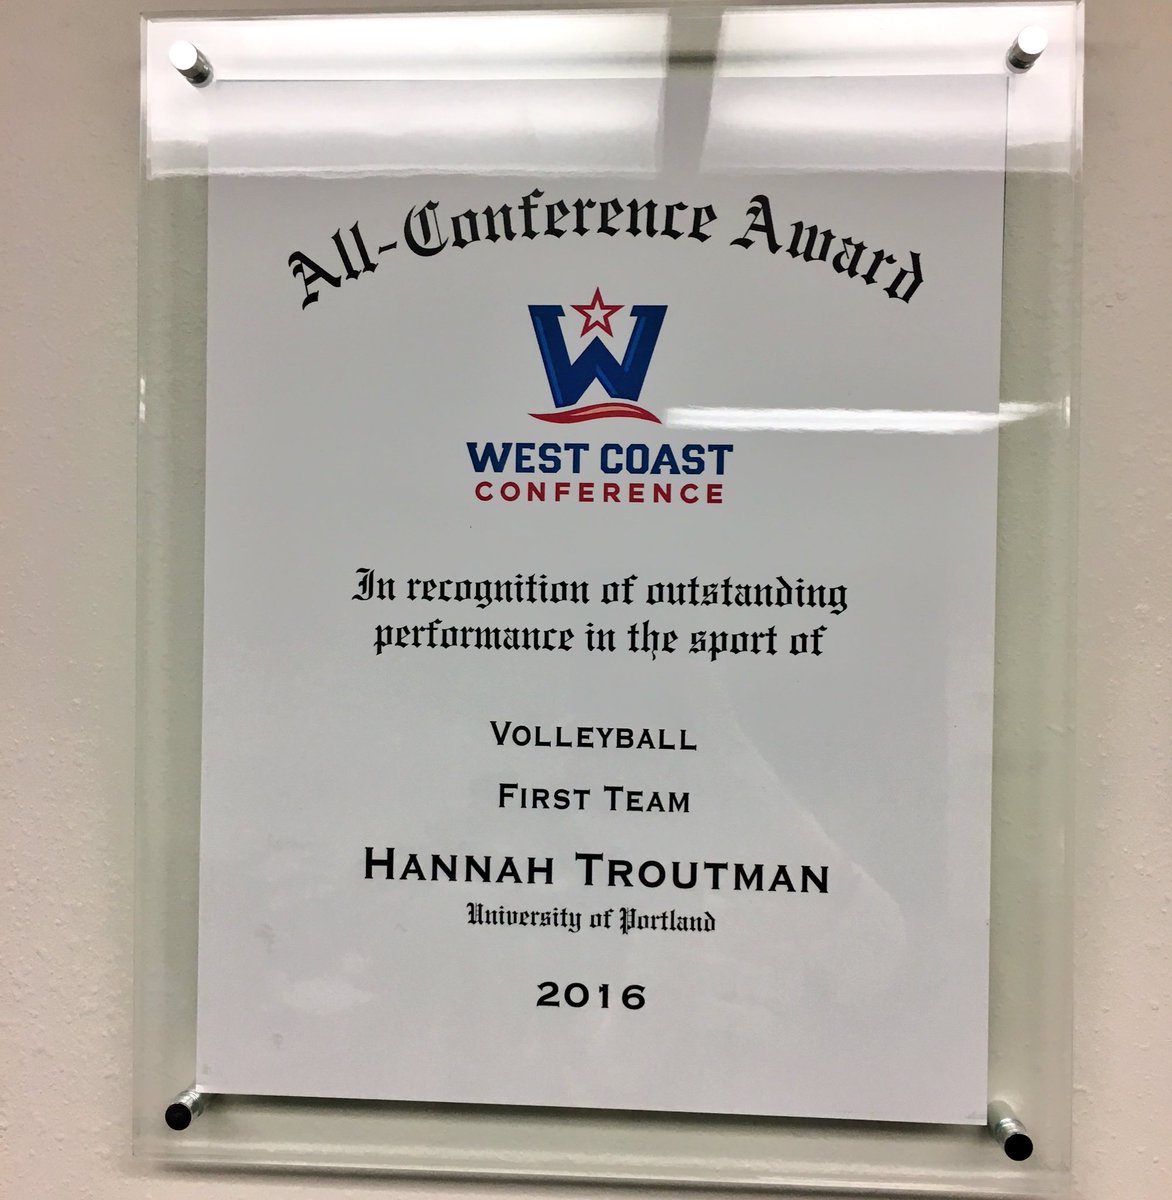 All-Conference Award
W
WEST COAST
CONFERENCE
In recognition of outstanding
performance in the sport of
VOLLEYBALL
FIRST TEAM
HANNAH TROUTMAN
University of Portland
2016